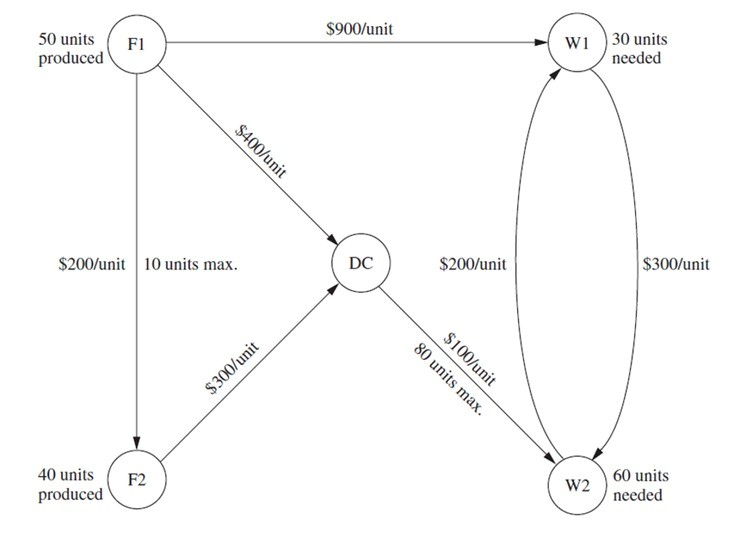 $900/unit
50 units
produced
F1
W1
30 units
needed
$400/unit
$200/unit
10 units max.
DC
$200/unit
$300/unit
$300/unit
$100/unit
80 units max.
40 units
produced
F2
W2
60 units
needed